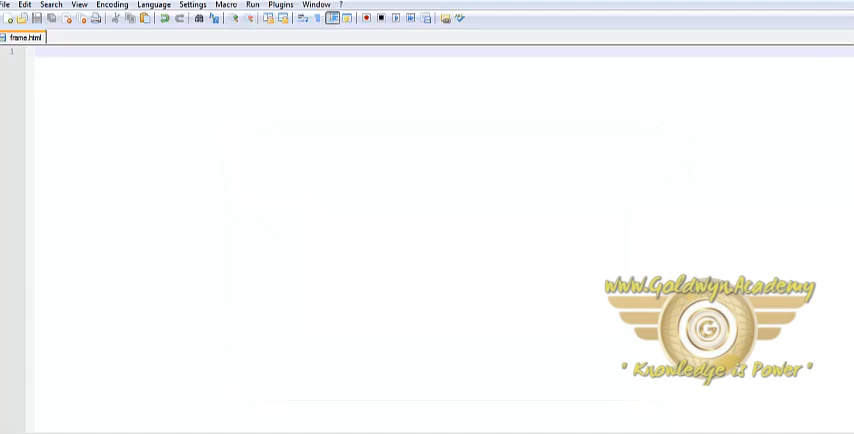 File Edit Search View Encoding Language Settings Macro Run Plugins Window ?
frame.html
1
www.Goldwyn.Academy
G
" Knowledge is Power "